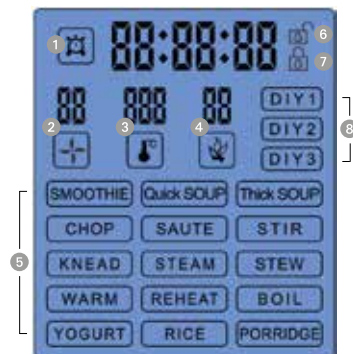 1 88:88:88 6
7
88 888 88 DIY1
2 3 4 DIY2 8
DIY3
SMOOTHIE Quick SOUP Thick SOUP
CHOP SAUTE STIR
5 KNEAD STEAM STEW
WARM REHEAT BOIL
YOGURT RICE PORRIDGE